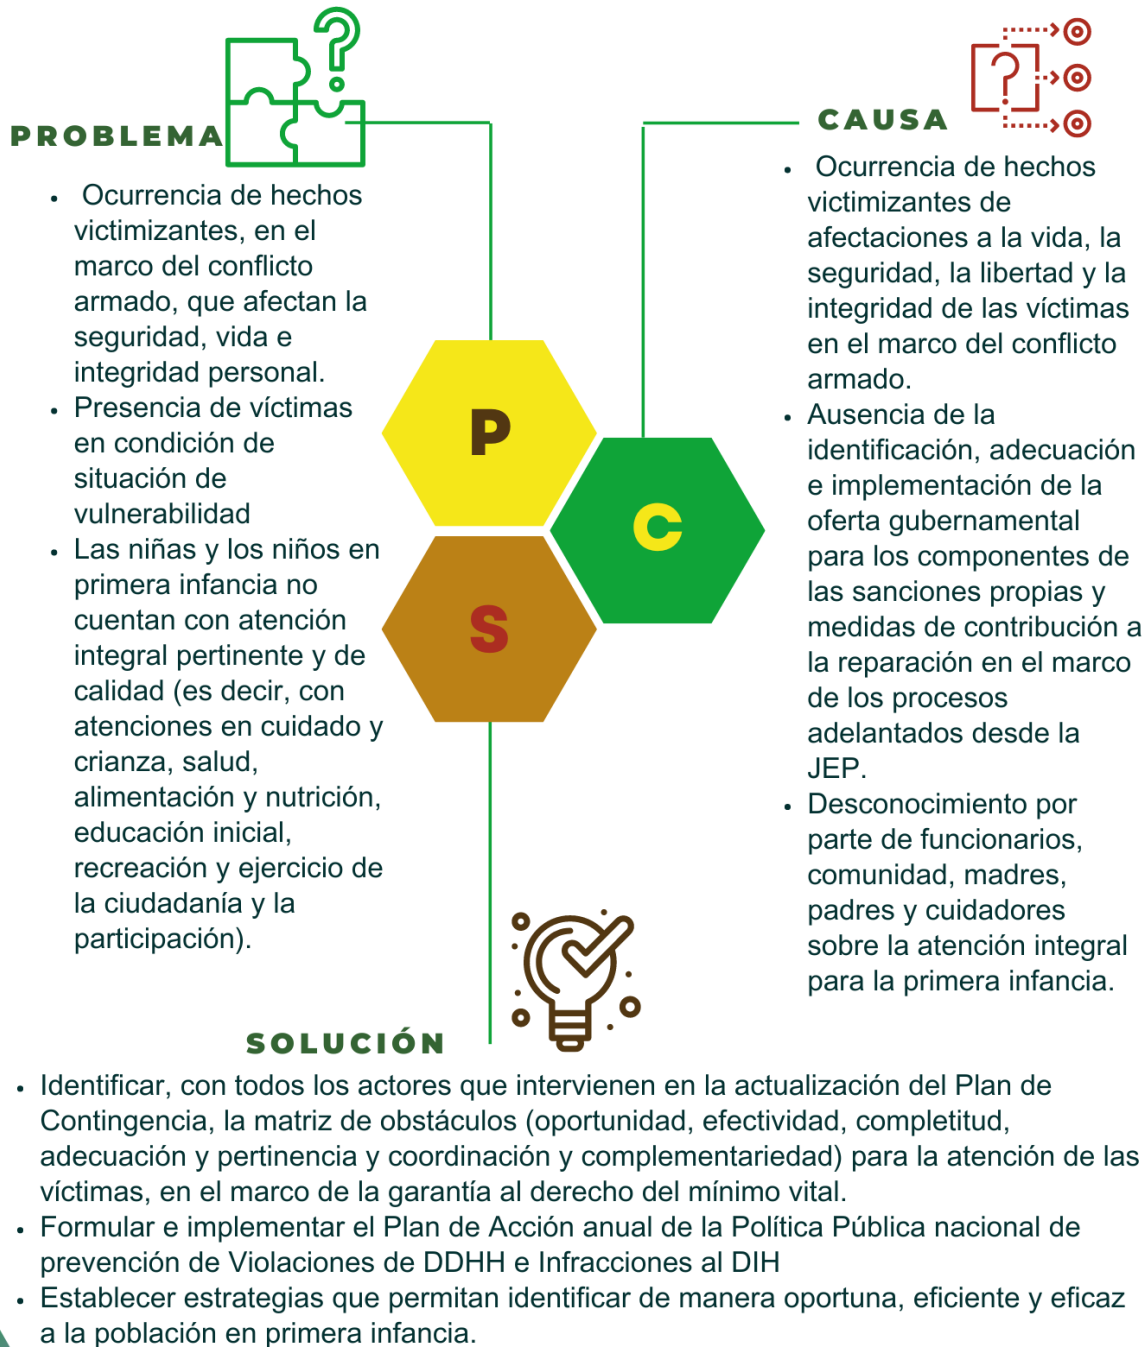 PROBLEMA
• Ocurrencia de hechos
victimizantes, en el
marco del conflicto
armado, que afectan la
seguridad, vida e
integridad personal.
• Presencia de víctimas
en condición de
situación de
vulnerabilidad
• Las niñas y los niños en
primera infancia no
cuentan con atención
integral pertinente y de
calidad (es decir, con
atenciones en cuidado y
crianza, salud,
alimentación y nutrición,
educación inicial,
recreación y ejercicio de
la ciudadanía y la
participación).
P
C
S
CAUSA
• Ocurrencia de hechos
victimizantes de
afectaciones a la vida, la
seguridad, la libertad y la
integridad de las víctimas
en el marco del conflicto
armado.
• Ausencia de la
identificación, adecuación
e implementación de la
oferta gubernamental
para los componentes de
las sanciones propias y
medidas de contribución a
la reparación en el marco
de los procesos
adelantados desde la
JEP.
• Desconocimiento por
parte de funcionarios,
comunidad, madres,
padres y cuidadores
sobre la atención integral
para la primera infancia.
SOLUCIÓN
• Identificar, con todos los actores que intervienen en la actualización del Plan de
Contingencia, la matriz de obstáculos (oportunidad, efectividad, completitud,
adecuación y pertinencia y coordinación y complementariedad) para la atención de las
víctimas, en el marco de la garantía al derecho del mínimo vital.
• Formular e implementar el Plan de Acción anual de la Política Pública nacional de
prevención de Violaciones de DDHH e Infracciones al DIH
• Establecer estrategias que permitan identificar de manera oportuna, eficiente y eficaz
a la población en primera infancia.